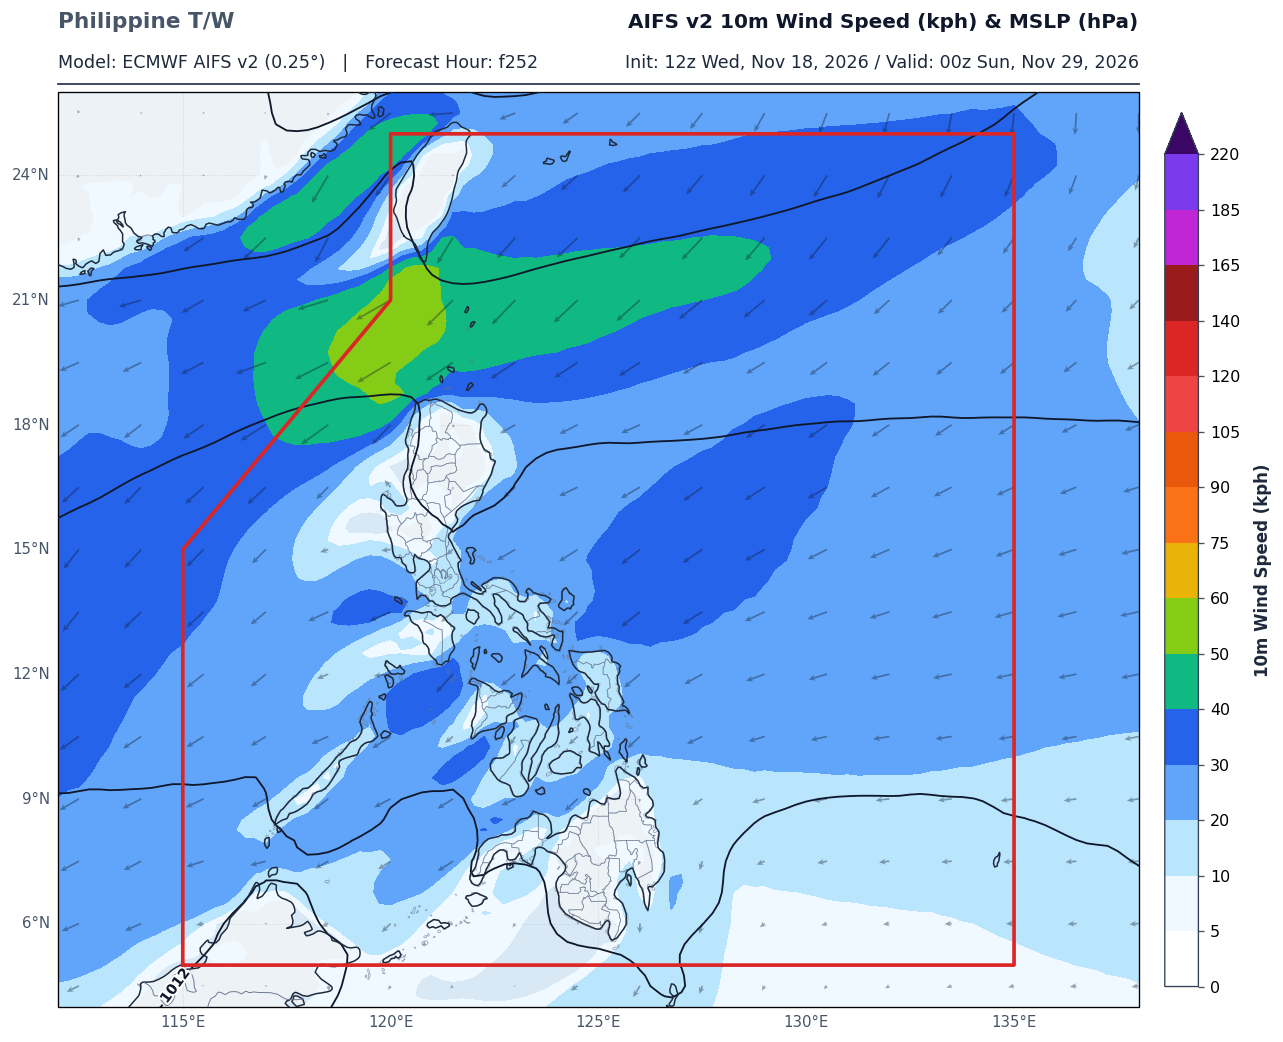 Philippine T/W
AIFS v2 10m Wind Speed (kph) & MSLP (hPa)
Model: ECMWF AIFS v2 (0.25°) | Forecast Hour: f252
Init: 12z Wed, Nov 18, 2026 / Valid: 00z Sun, Nov 29, 2026
24°N
21°N
18°N
15°N
12°N
9°N
6°N
1012
115°E
120°E
125°E
130°E
135°E
220
185
165
140
120
105
90
75
60
50
40
30
20
10
5
0
10m Wind Speed (kph)